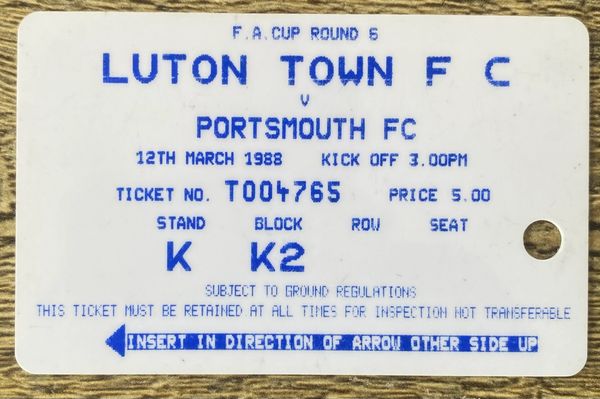 F.A.CUP ROUND 6
LUTON TOWN F C
V
PORTSMOUTH FC
12TH MARCH 1988 KICK OFF 3.00PM
TICKET NO. T004765 PRICE 5.00
STAND BLOCK ROW SEAT
K K2
SUBJECT TO GROUND REGULATIONS
THIS TICKET MUST BE RETAINED AT ALL TIMES FOR INSPECTION NOT TRANSFERABLE
INSERT IN DIRECTION OF ARROW OTHER SIDE UP